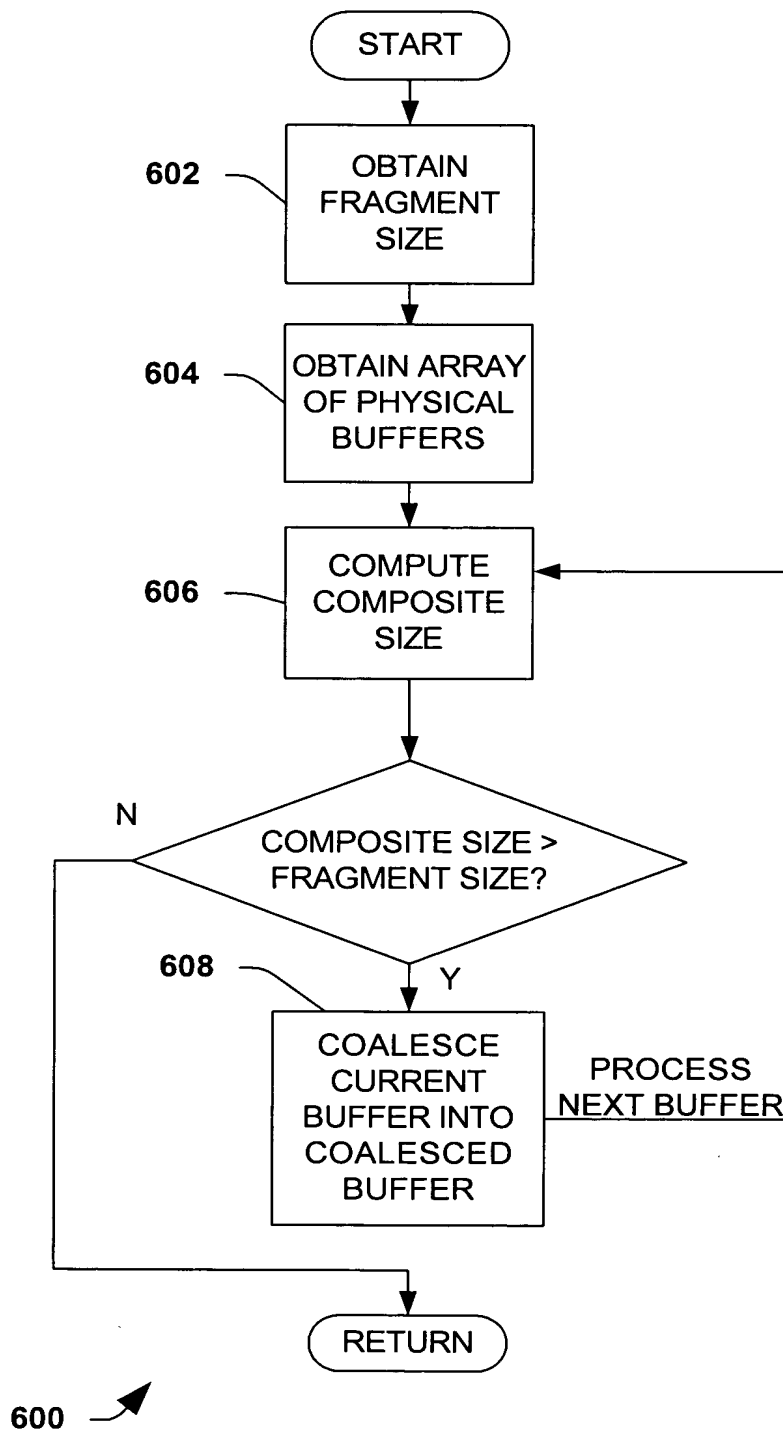 START
602
OBTAIN
FRAGMENT
SIZE
604
OBTAIN ARRAY
OF PHYSICAL
BUFFERS
606
COMPUTE
COMPOSITE
SIZE
N
COMPOSITE SIZE >
FRAGMENT SIZE?
608
Y
COALESCE
CURRENT
BUFFER INTO
COALESCED
BUFFER
PROCESS
NEXT BUFFER
RETURN
600